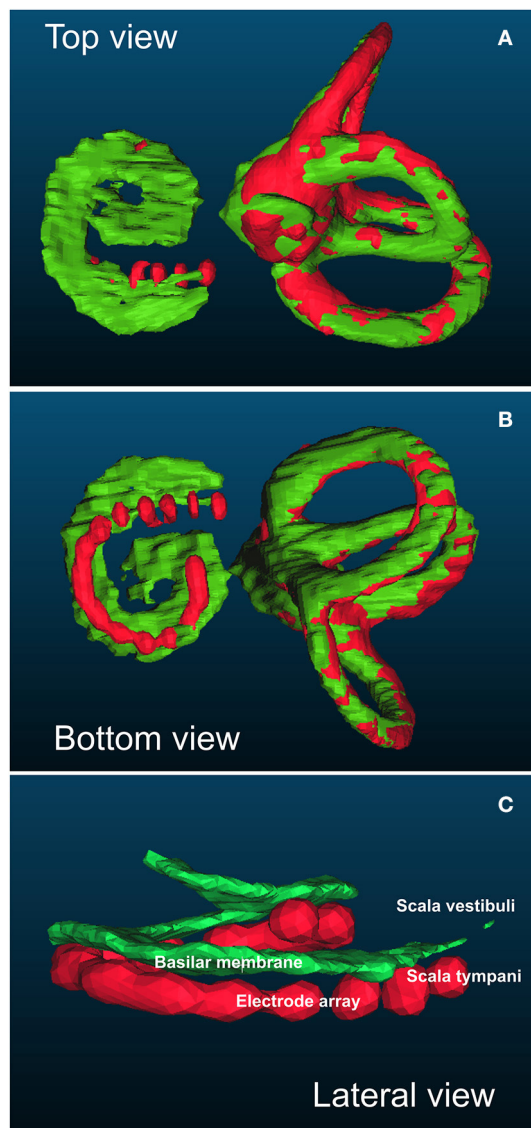 Top view
A
B
Bottom view
C
Scala vestibuli
Basilar membrane
Scala tympani
Electrode array
Lateral view